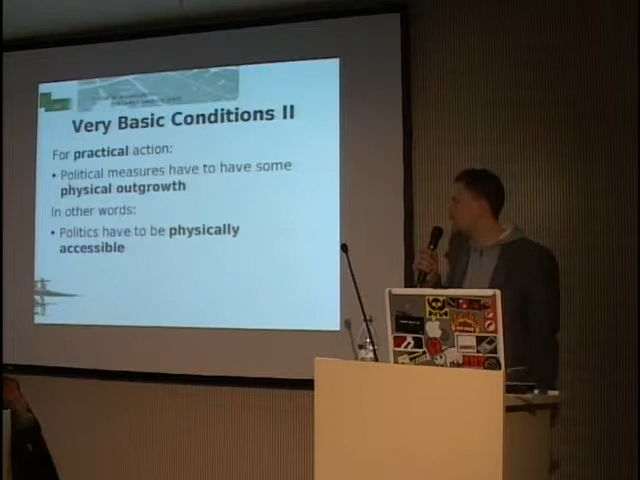 Very Basic Conditions II
For practical action:
• Political measures have to have some
physical outgrowth
In other words:
• Politics have to be physically
accessible